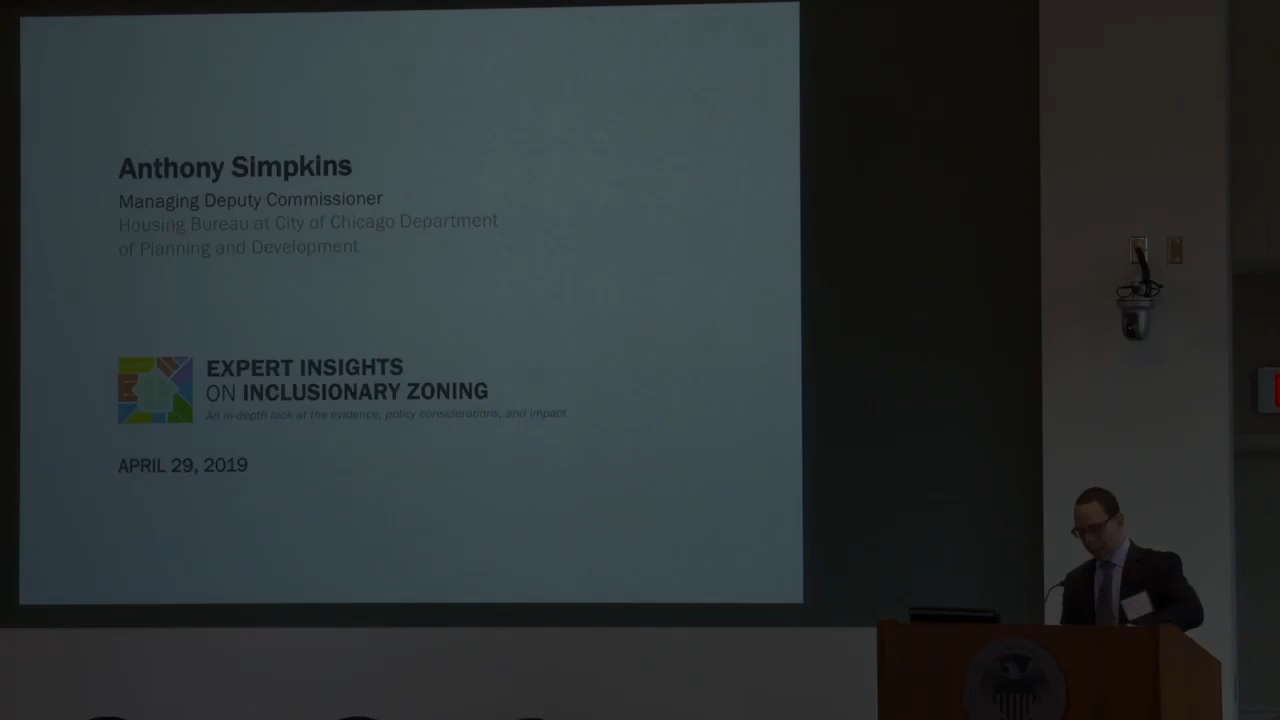 Anthony Simpkins
Managing Deputy Commissioner
Housing Bureau at City of Chicago Department
of Planning and Development
EXPERT INSIGHTS
ON INCLUSIONARY ZONING
An in-depth look at the evidence, policy considerations, and impact
APRIL 29, 2019